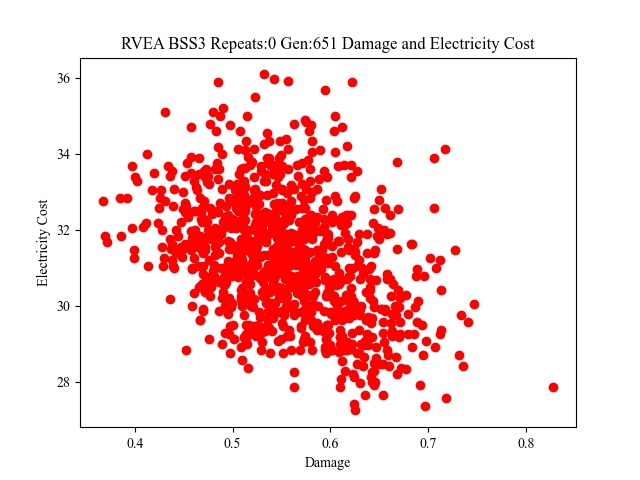 RVEA BSS3 Repeats:0 Gen:651 Damage and Electricity Cost
36
34
32
30
28
Electricity Cost
0.4 0.5 0.6 0.7 0.8
Damage